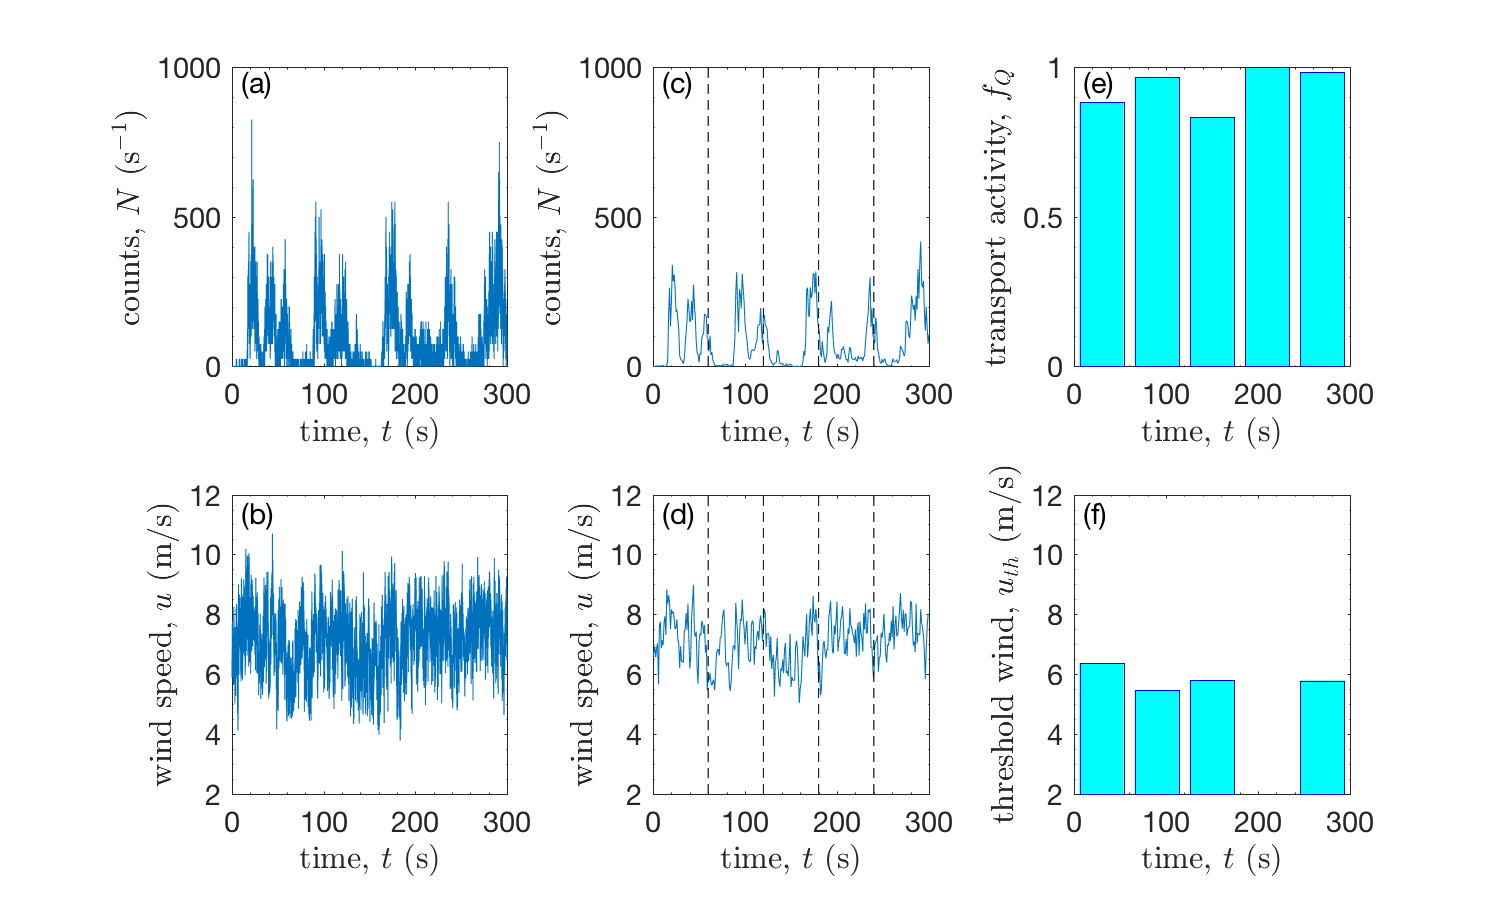 (a)
1000
500
0
counts, N (s⁻¹)
0 100 200 300
time, t (s)
(c)
1000
500
0
counts, N (s⁻¹)
0 100 200 300
time, t (s)
(e)
1
0.5
0
transport activity, f_Q
0 100 200 300
time, t (s)
(b)
12
10
8
6
4
2
wind speed, u (m/s)
0 100 200 300
time, t (s)
(d)
12
10
8
6
4
2
wind speed, u (m/s)
0 100 200 300
time, t (s)
(f)
12
10
8
6
4
2
threshold wind, u_th (m/s)
0 100 200 300
time, t (s)